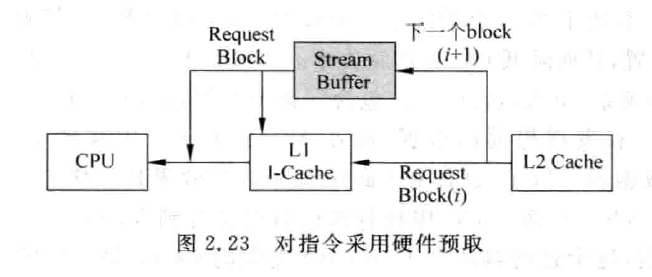 Request
Block
Stream
Buffer
下一个block
(i+1)
CPU
L1
I-Cache
Request
Block(i)
L2 Cache
图 2.23 对指令采用硬件预取